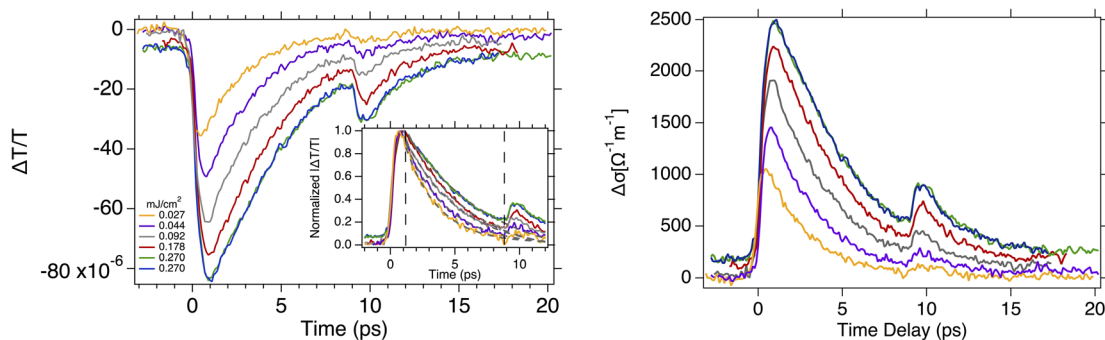 0
-20
-40
-60
-80 x10⁻⁶
ΔT/T
mJ/cm²
0.027
0.044
0.092
0.178
0.270
0.270
0 5 10 15 20
Time (ps)
Normalized |ΔT/T|
1.0
0.8
0.6
0.4
0.2
0.0
0 5 10
Time (ps)
2500
2000
1500
1000
500
0
Δσ[Ω⁻¹m⁻¹]
0 5 10 15 20
Time Delay (ps)